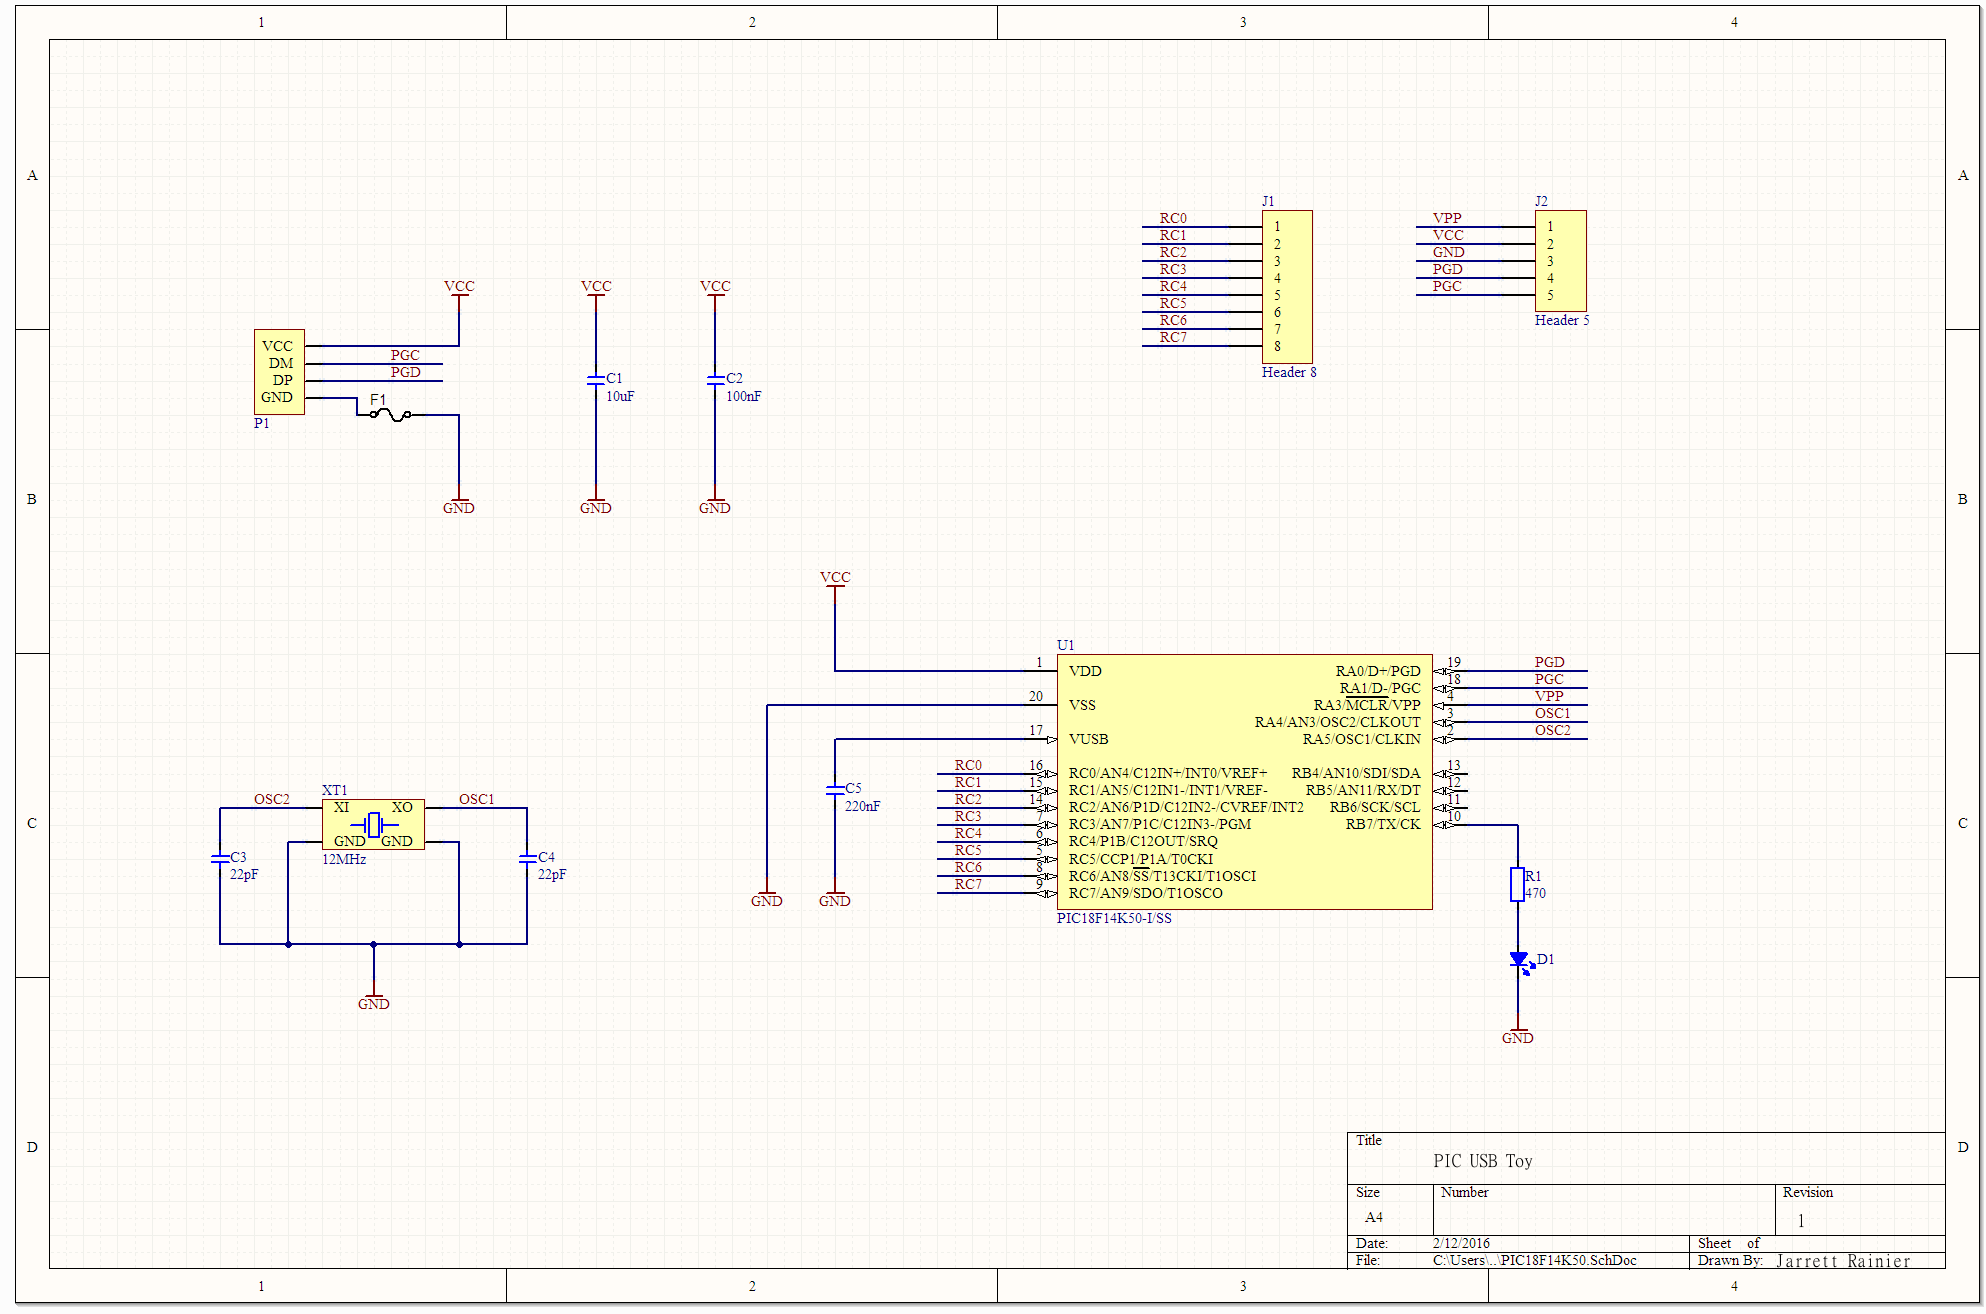 1 2 3 4
A A
J1
RC0 1
RC1 2
RC2 3
RC3 4
RC4 5
RC5 6
RC6 7
RC7 8
Header 8
J2
VPP 1
VCC 2
GND 3
PGD 4
PGC 5
Header 5
VCC
VCC
VCC
VCC
DM PGC
DP PGD
GND
F1
P1
GND
C1
10uF
GND
C2
100nF
GND
B B
VCC
U1
1 VDD
20 VSS
17 VUSB
RC0 16 RC0/AN4/C12IN+/INT0/VREF+
RC1 15 RC1/AN5/C12IN1-/INT1/VREF-
RC2 14 RC2/AN6/P1D/C12IN2-/CVREF/INT2
RC3 7 RC3/AN7/P1C/C12IN3-/PGM
RC4 6 RC4/P1B/C12OUT/SRQ
RC5 5 RC5/CCP1/P1A/T0CKI
RC6 8 RC6/AN8/SS/T13CKI/T1OSCI
RC7 9 RC7/AN9/SDO/T1OSCO
RA0/D+/PGD 19 PGD
RA1/D-/PGC 18 PGC
RA3/MCLR/VPP 4 VPP
RA4/AN3/OSC2/CLKOUT 3 OSC1
RA5/OSC1/CLKIN 2 OSC2
RB4/AN10/SDI/SDA 13
RB5/AN11/RX/DT 12
RB6/SCK/SCL 11
RB7/TX/CK 10
PIC18F14K50-I/SS
C5
220nF
GND
GND
R1
470
D1
GND
XT1
OSC2 XI XO OSC1
GND GND
12MHz
C3
22pF
C4
22pF
GND
C C
D D
Title
PIC USB Toy
Size Number Revision
A4 1
Date: 2/12/2016 Sheet of
File: C:\Users\..\PIC18F14K50.SchDoc Drawn By: Jarrett Rainier
1 2 3 4